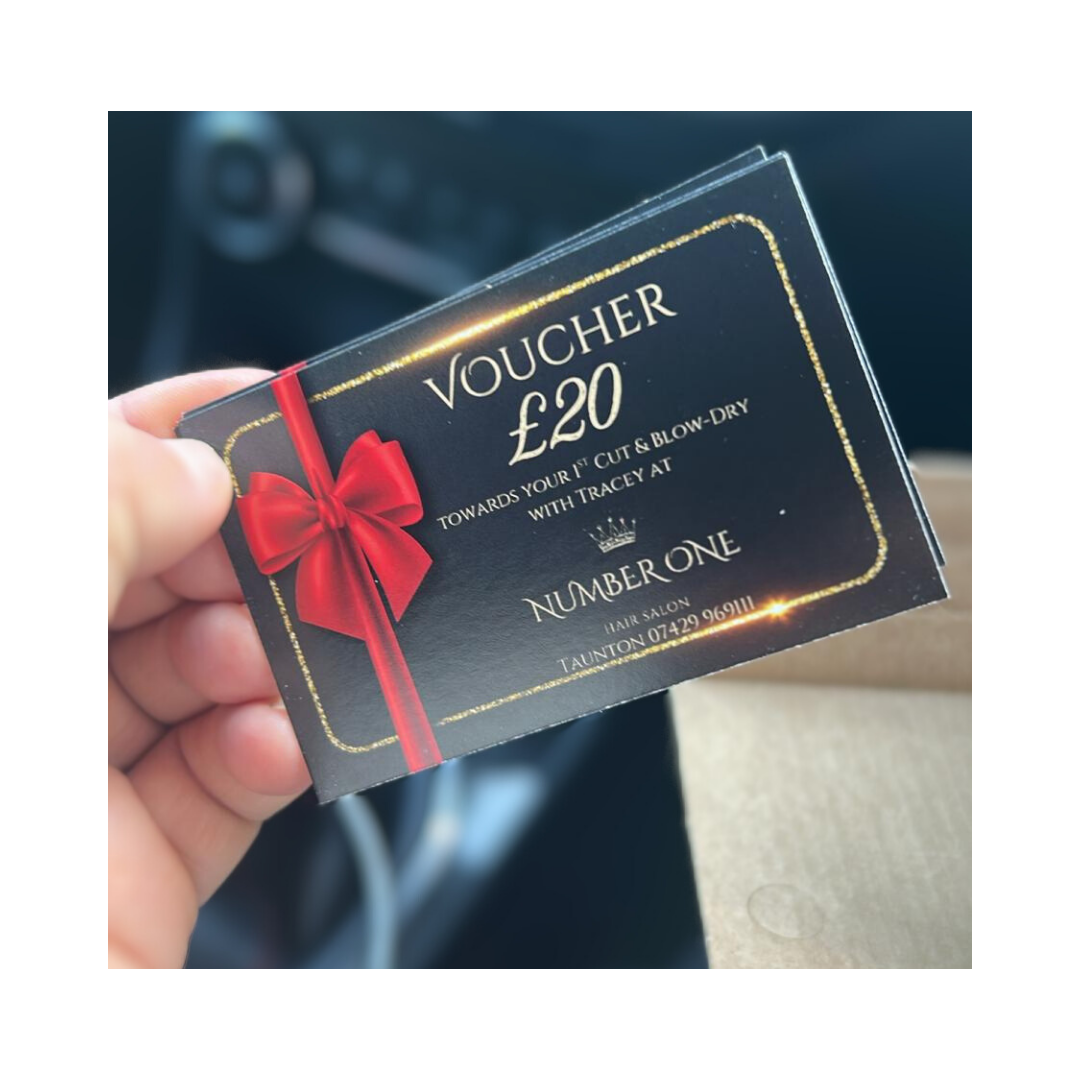 VOUCHER
£20
TOWARDS YOUR 1ST CUT & BLOW-DRY
WITH TRACEY AT
NUMBER ONE
HAIR SALON
TAUNTON 07429 969111